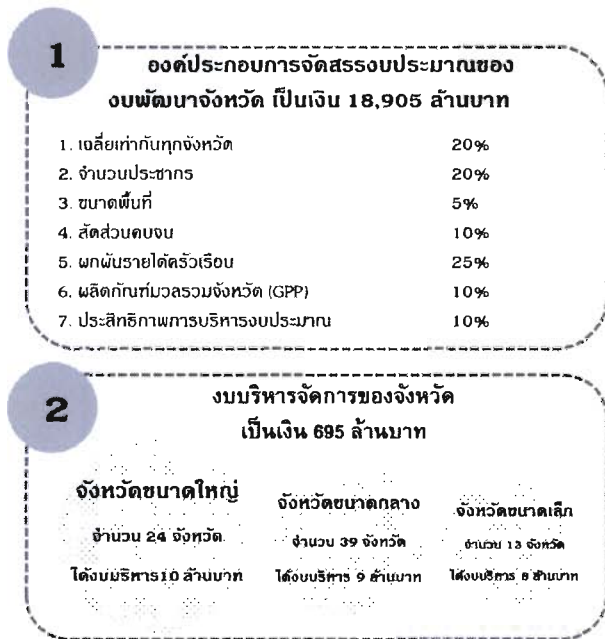 1
องค์ประกอบการจัดสรรงบประมาณของ
งบพัฒนาจังหวัด เป็นเงิน 18,905 ล้านบาท
1. เฉลี่ยเท่ากันทุกจังหวัด 20%
2. จำนวนประชากร 20%
3. ขนาดพื้นที่ 5%
4. สัดส่วนคนจน 10%
5. ผกผันรายได้ครัวเรือน 25%
6. ผลิตภัณฑ์มวลรวมจังหวัด (GPP) 10%
7. ประสิทธิภาพการบริหารงบประมาณ 10%
2
งบบริหารจัดการของจังหวัด
เป็นเงิน 695 ล้านบาท
จังหวัดขนาดใหญ่
จำนวน 24 จังหวัด
ได้งบบริหาร 10 ล้านบาท
จังหวัดขนาดกลาง
จำนวน 39 จังหวัด
ได้งบบริหาร 9 ล้านบาท
จังหวัดขนาดเล็ก
จำนวน 13 จังหวัด
ได้งบบริหาร 8 ล้านบาท